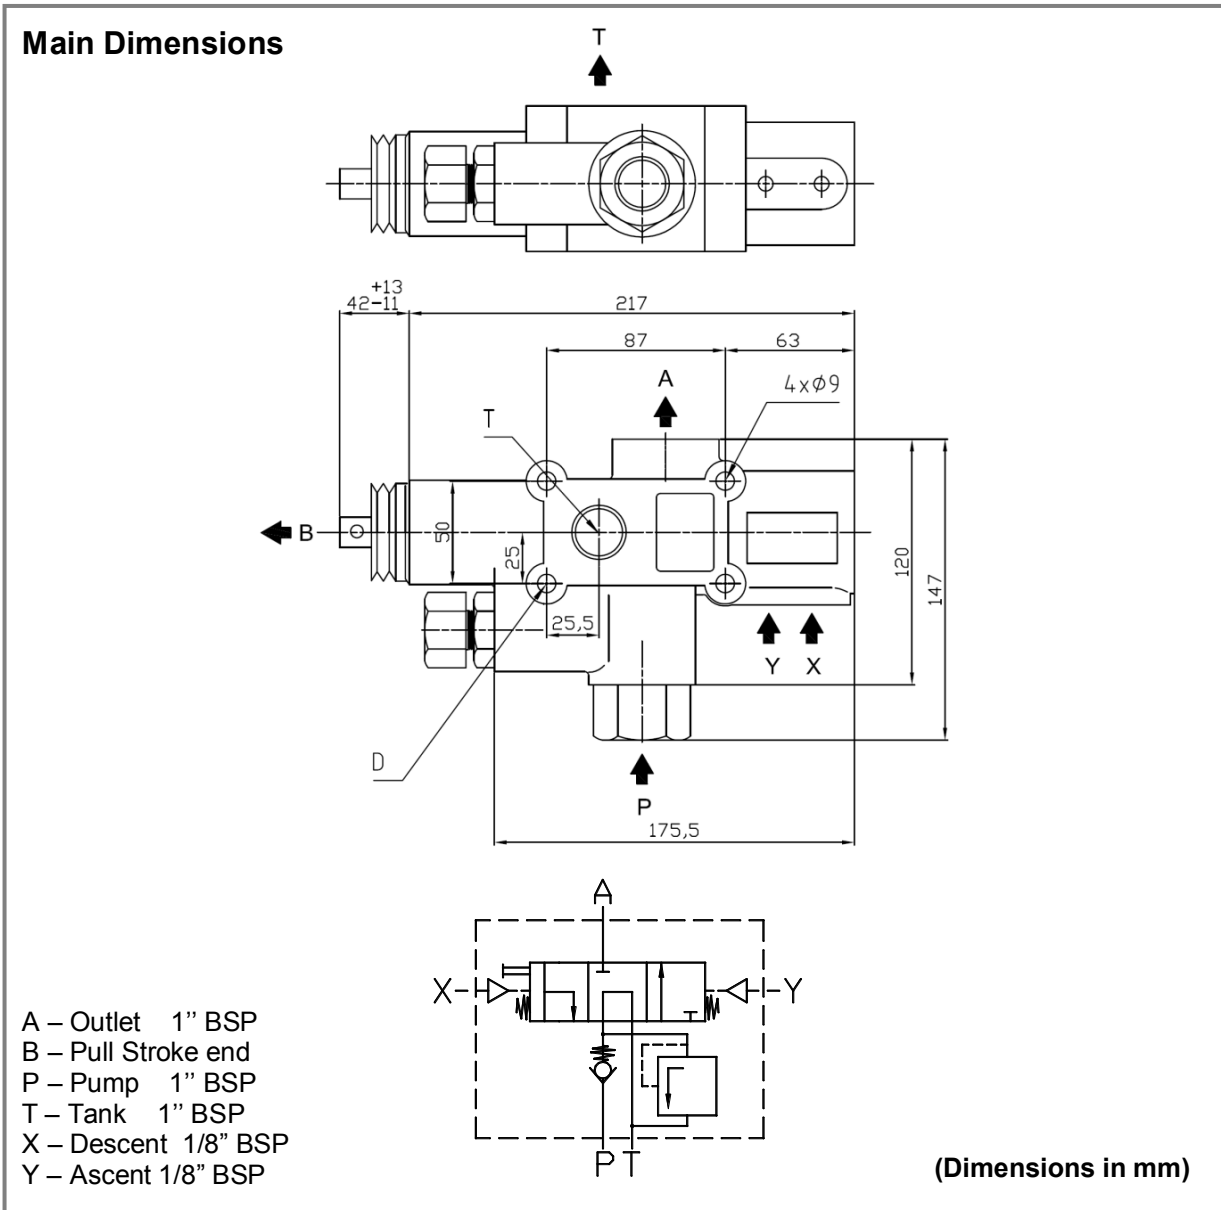 Main Dimensions
T
+13
42-11
217
87
63
A
4xØ9
T
B
50
25
120
147
25,5
Y
X
D
P
175,5
A
X
Y
P
T
A – Outlet 1’’ BSP
B – Pull Stroke end
P – Pump 1’’ BSP
T – Tank 1’’ BSP
X – Descent 1/8” BSP
Y – Ascent 1/8” BSP
(Dimensions in mm)